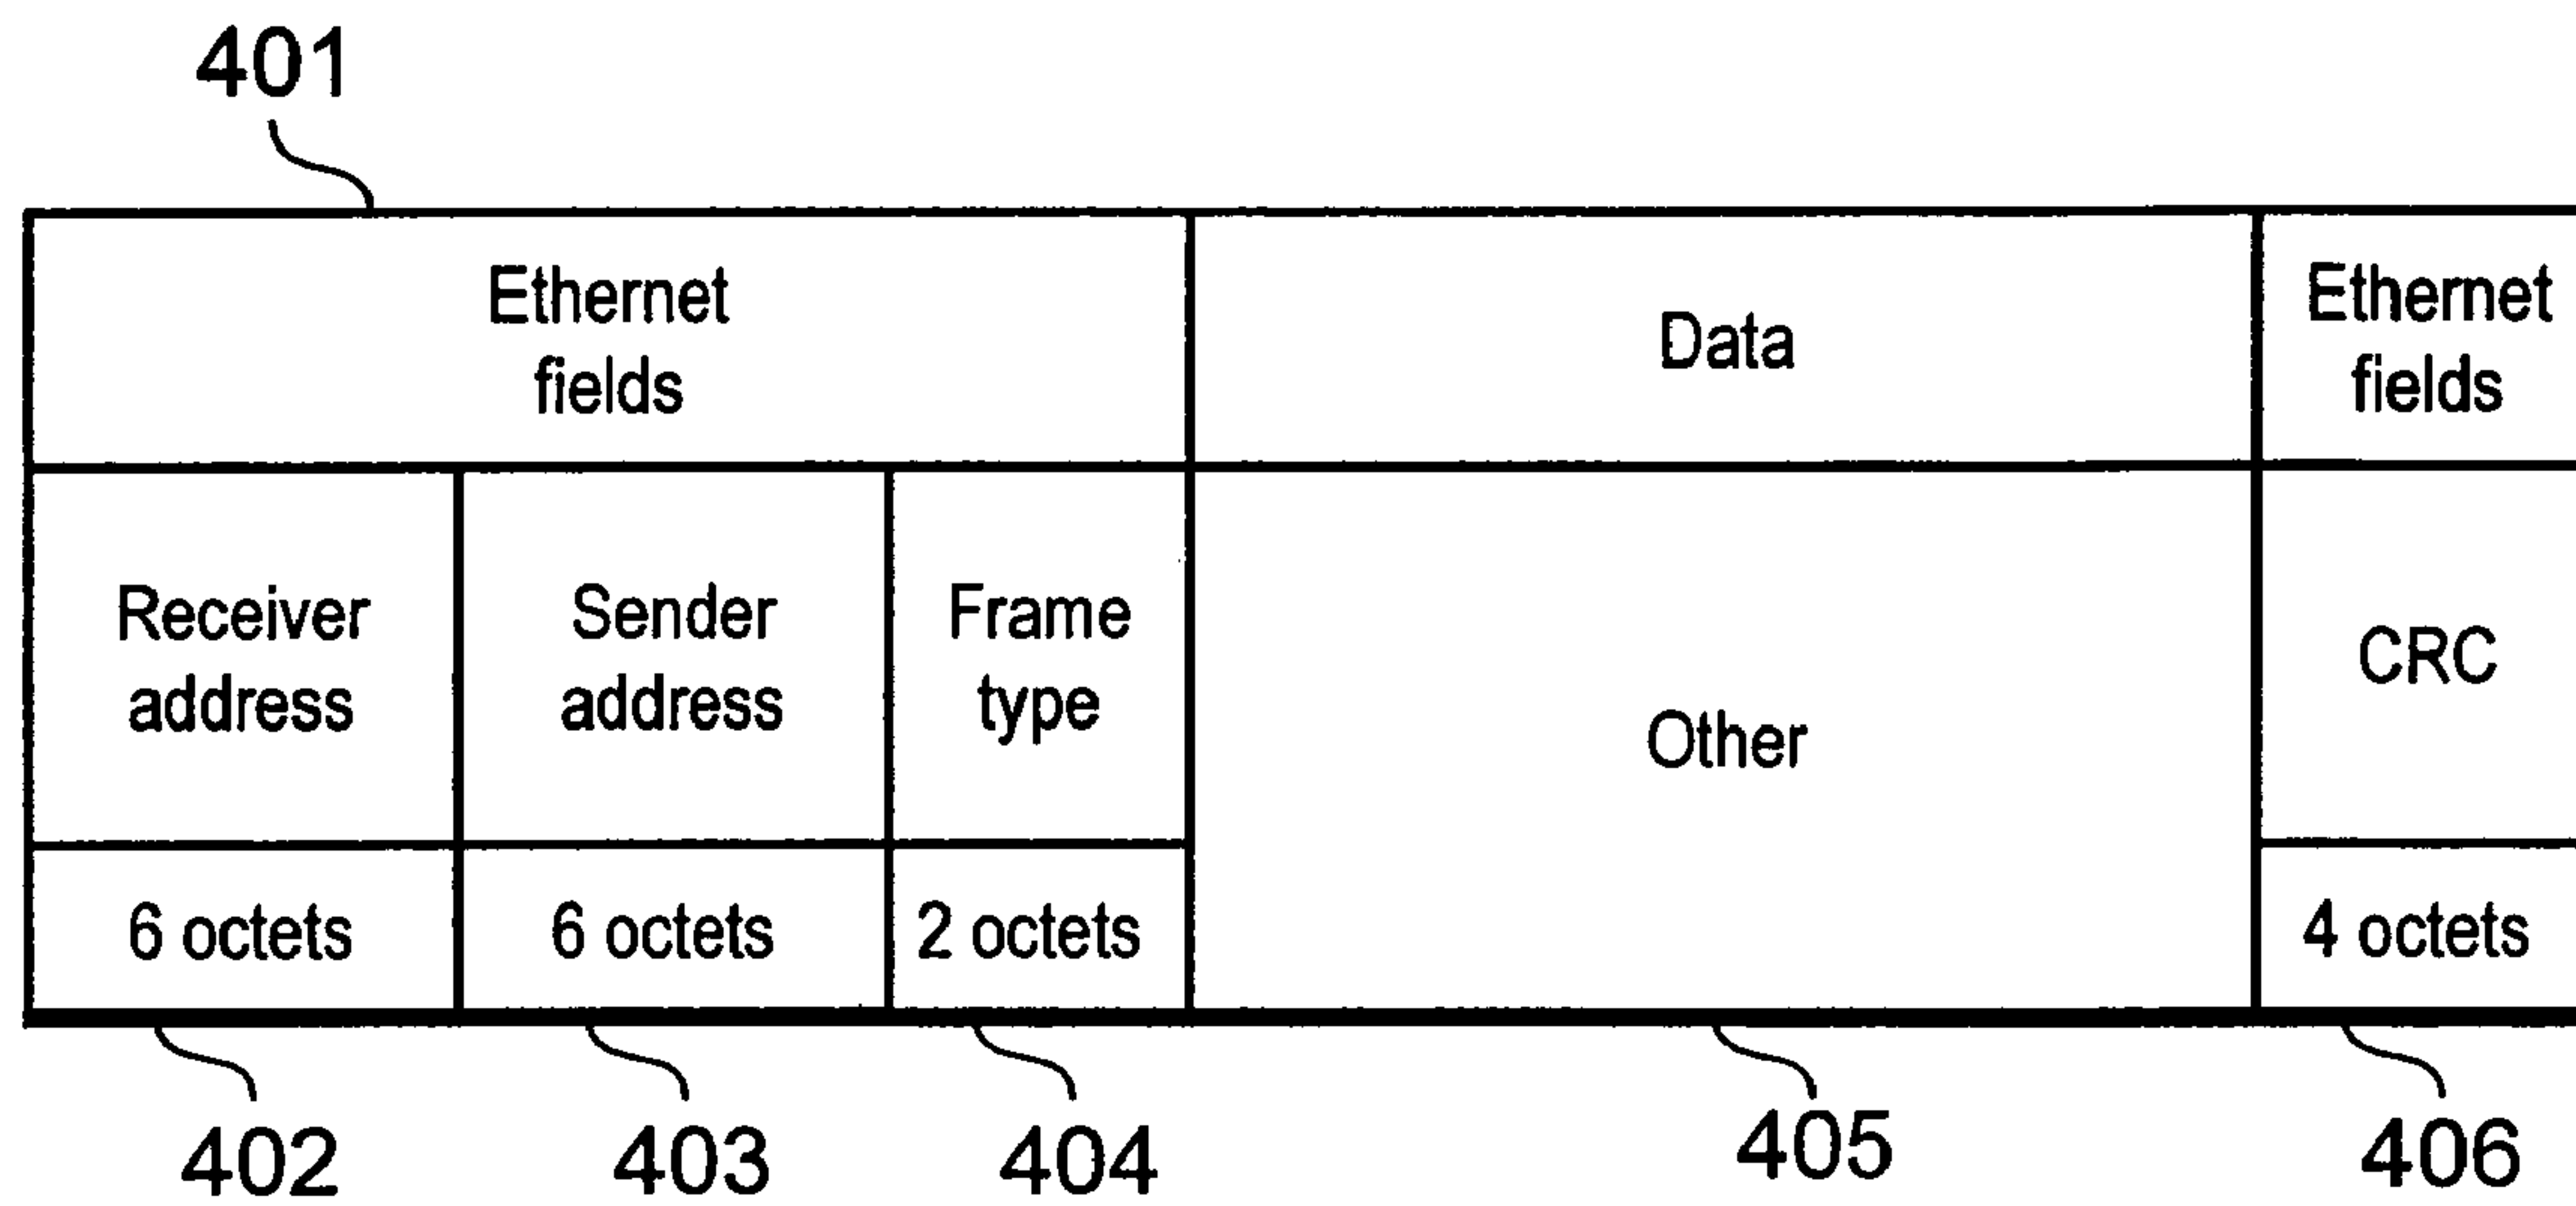 401
Ethernet
fields
Data
Ethernet
fields
Receiver
address
Sender
address
Frame
type
Other
CRC
6 octets
6 octets
2 octets
4 octets
402
403
404
405
406